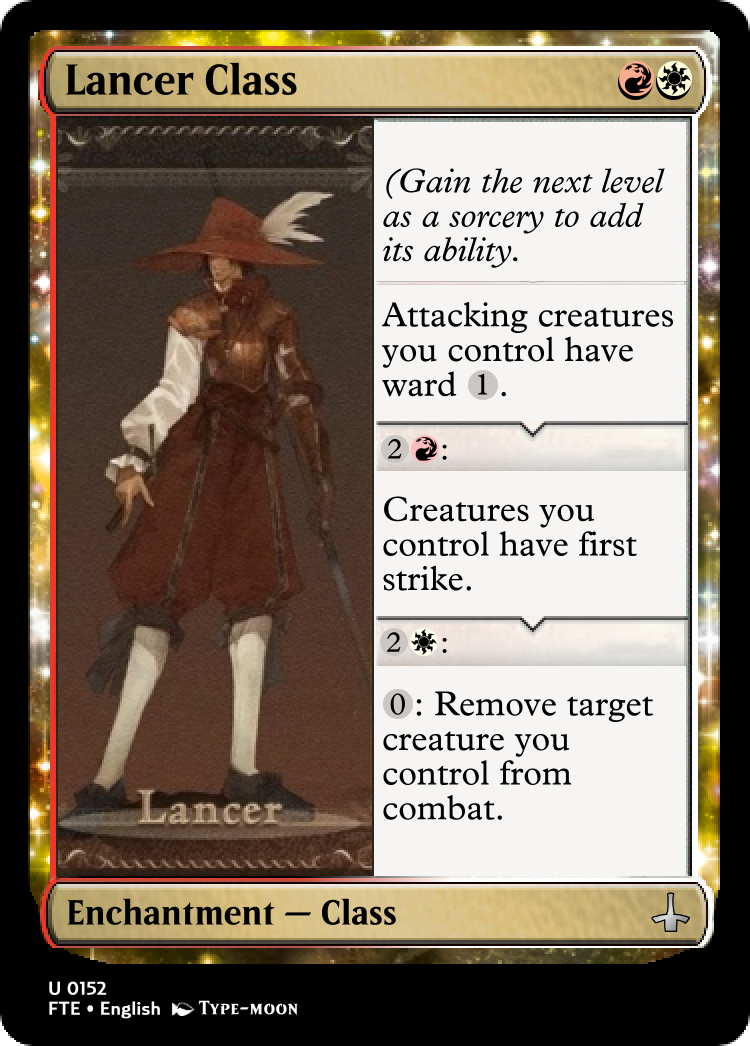 Lancer Class
(Gain the next level
as a sorcery to add
its ability.
Attacking creatures
you control have
ward 1.
2 :
Creatures you
control have first
strike.
2 :
0: Remove target
creature you
control from
combat.
Lancer
Enchantment — Class
U 0152
FTE • English TYPE-MOON